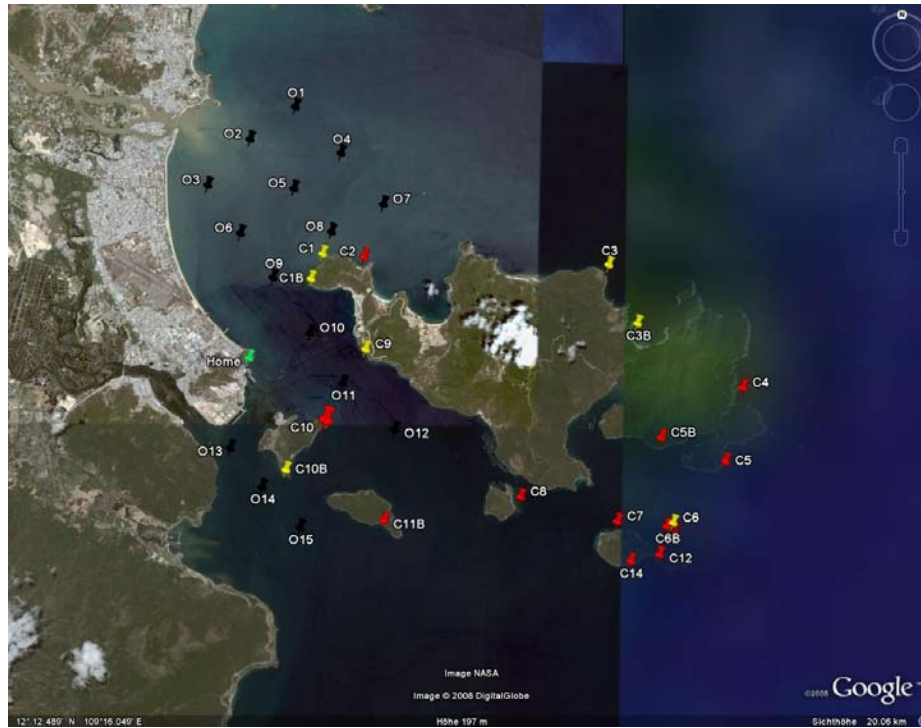 N
O1
O2
O4
O3
O5
O7
O6
O8
C1
C2
C3
O9
C1B
O10
C9
C3B
Home
O11
C4
C10
O12
C5B
O13
C10B
C5
O14
C8
C11B
C7
C6
O15
C6B
C12
C14
Image NASA
Image © 2008 DigitalGlobe
©2008 Google
12°12.489' N 109°16.049' E
Höhe 197 m
Sichthöhe 20.06 km